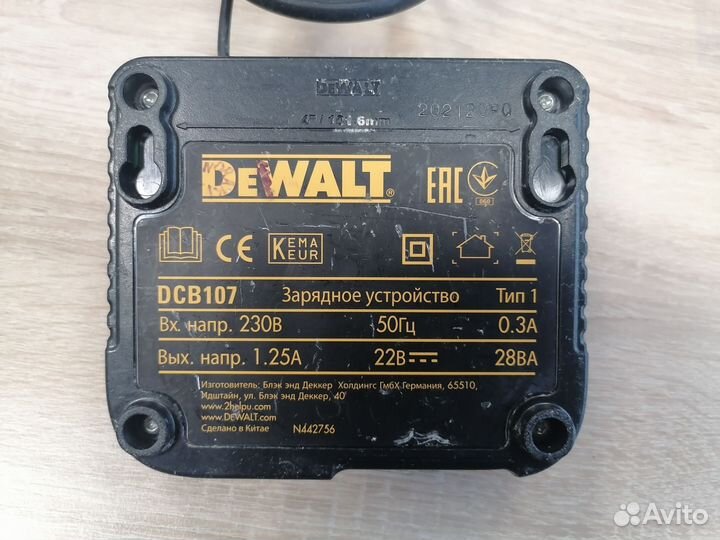 DEWALT
6mm
DEWALT®
EAC
060
CE
KEMA
KEUR
DCB107 Зарядное устройство Тип 1
Вх. напр. 230В 50Гц 0.3А
Вых. напр. 1.25А 22В 28ВА
Изготовитель: Блэк энд Деккер Холдингс ГмбХ Германия, 65510,
Идштайн, ул. Блэк энд Деккер, 40
www.2helpu.com
www.DEWALT.com
Сделано в Китае N442756
Avito